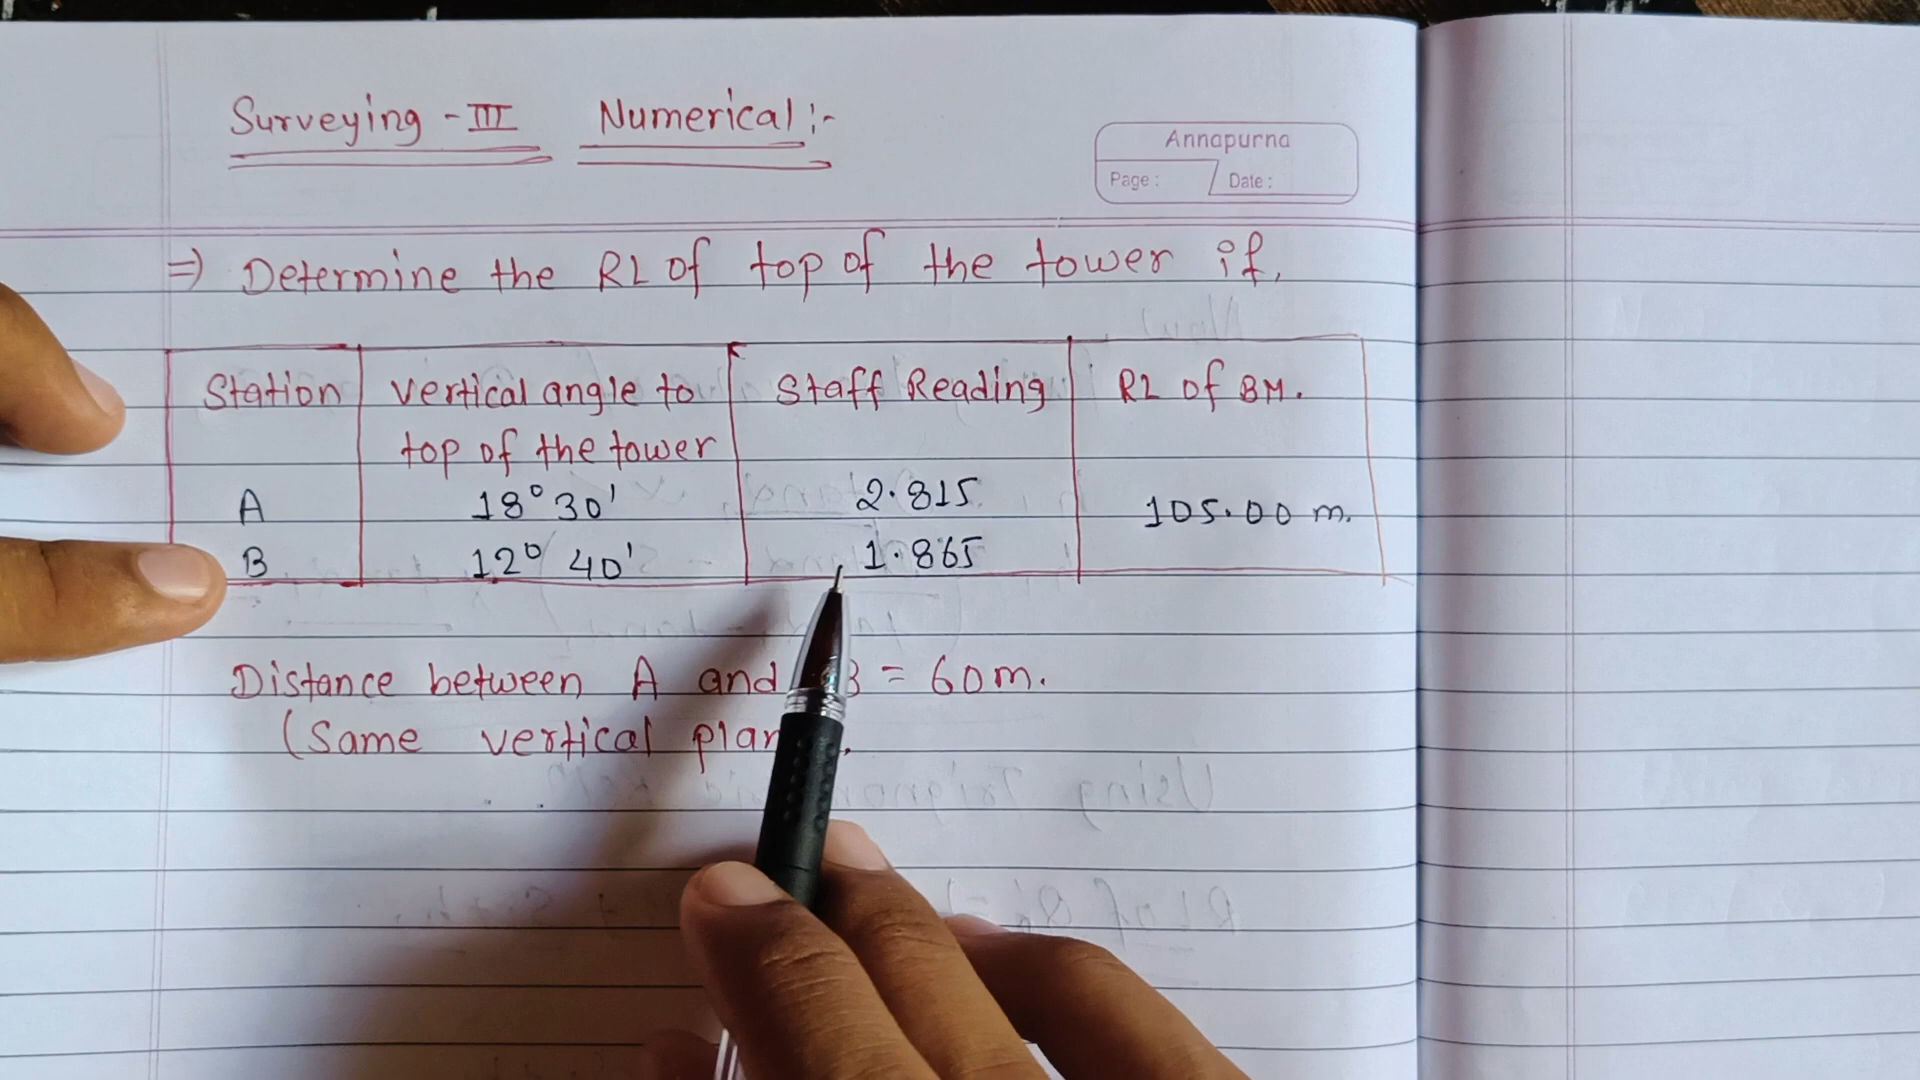 Surveying - III Numerical :-
Annapurna
Page : Date :
=) Determine the RL of top of the tower if,
Station vertical angle to Staff Reading RL of BM.
top of the tower
A 18° 30' 2.815 105.00 m.
B 12° 40' 1.865
Distance between A and B = 60m.
(Same vertical